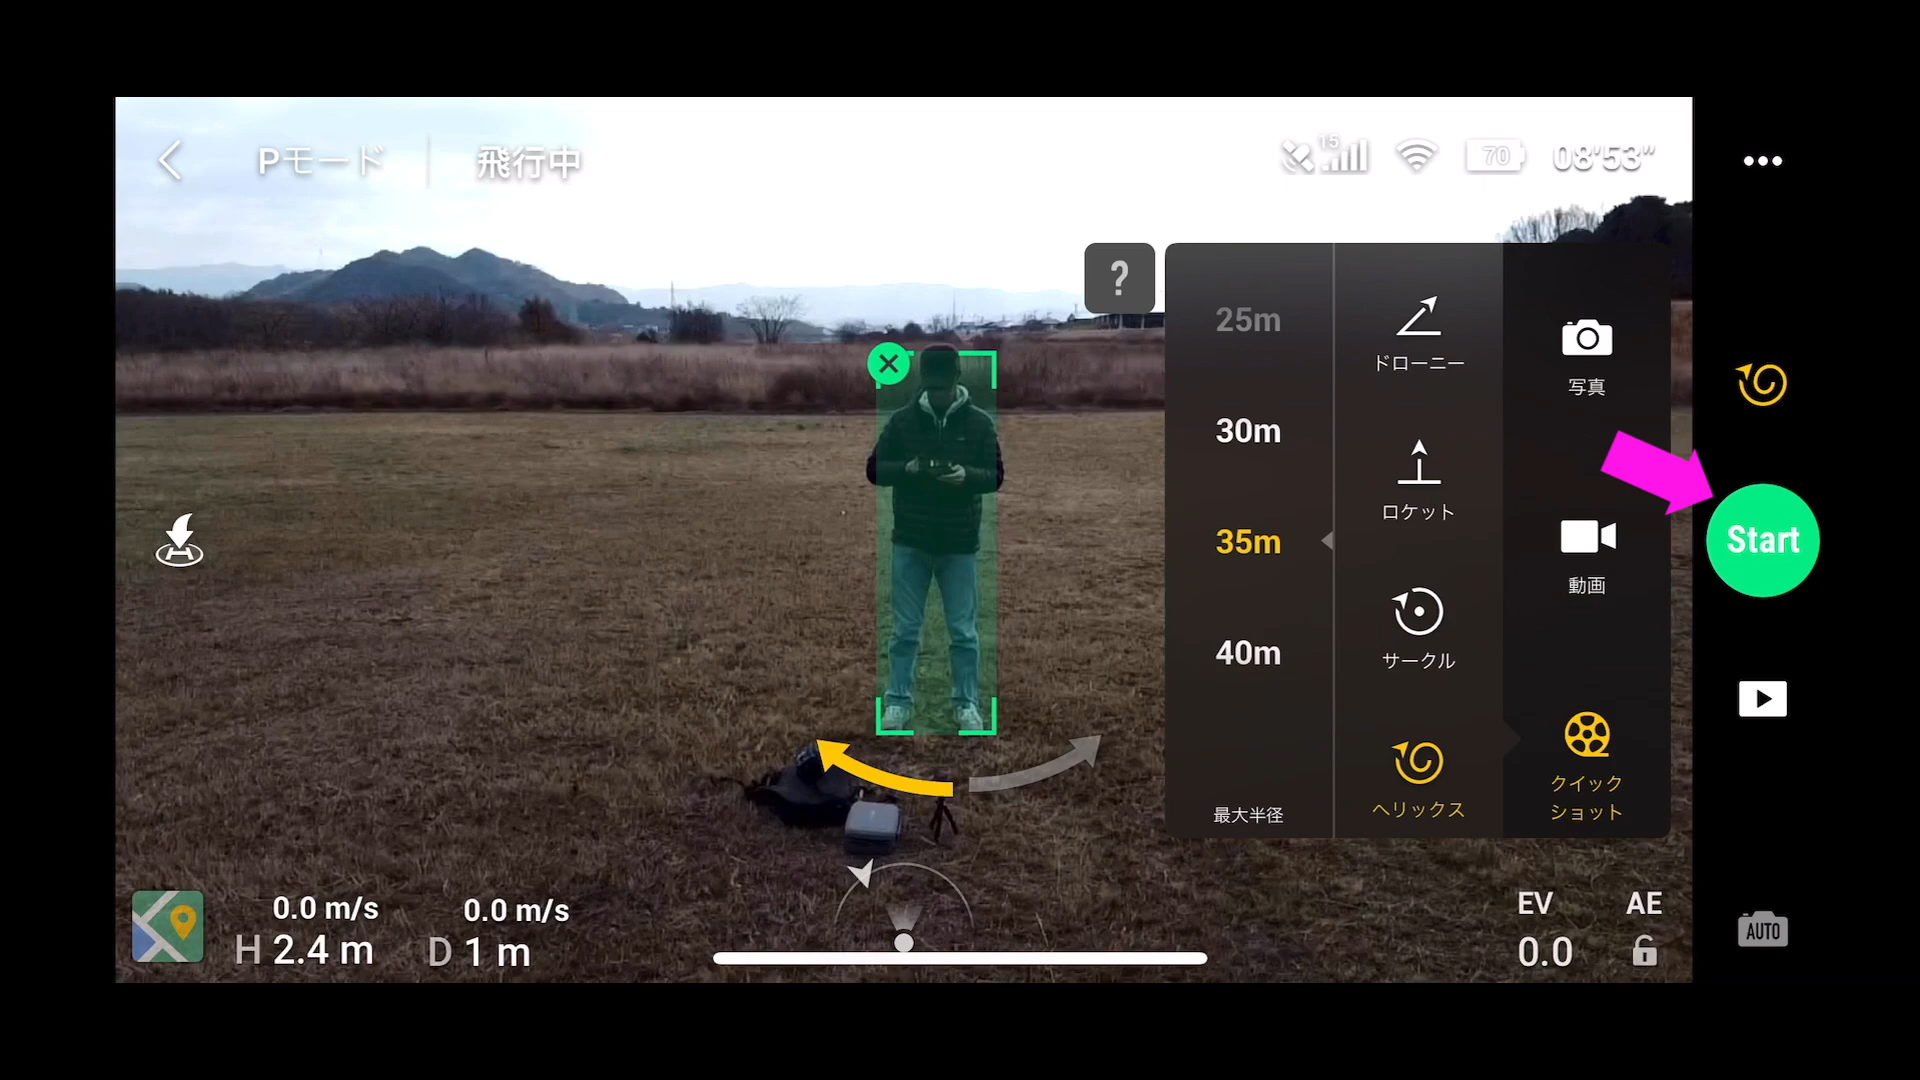 Pモード
飛行中
15
70
08'53"
?
25m
30m
35m
40m
最大半径
ドローニー
ロケット
サークル
ヘリックス
写真
動画
クイック
ショット
Start
0.0 m/s
0.0 m/s
H 2.4 m
D 1 m
EV
0.0
AE
AUTO